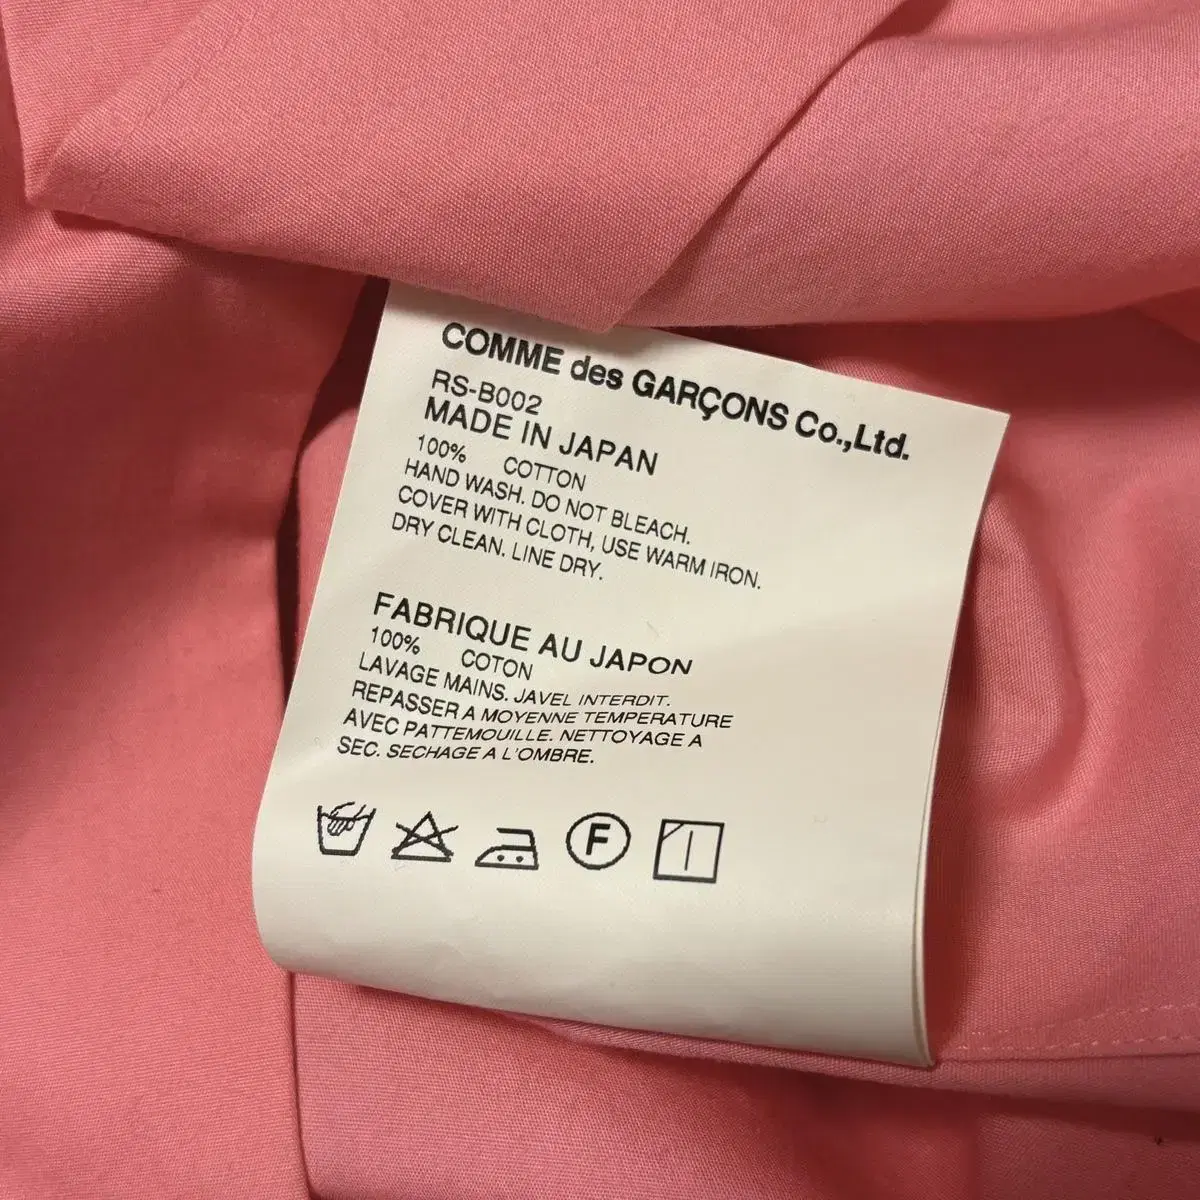 COMME des GARÇONS Co.,Ltd.
RS-B002
MADE IN JAPAN
100% COTTON
HAND WASH. DO NOT BLEACH.
COVER WITH CLOTH, USE WARM IRON.
DRY CLEAN. LINE DRY.
FABRIQUE AU JAPON
100% COTON
LAVAGE MAINS. JAVEL INTERDIT.
REPASSER A MOYENNE TEMPERATURE
AVEC PATTEMOUILLE. NETTOYAGE A
SEC. SECHAGE A L'OMBRE.
F